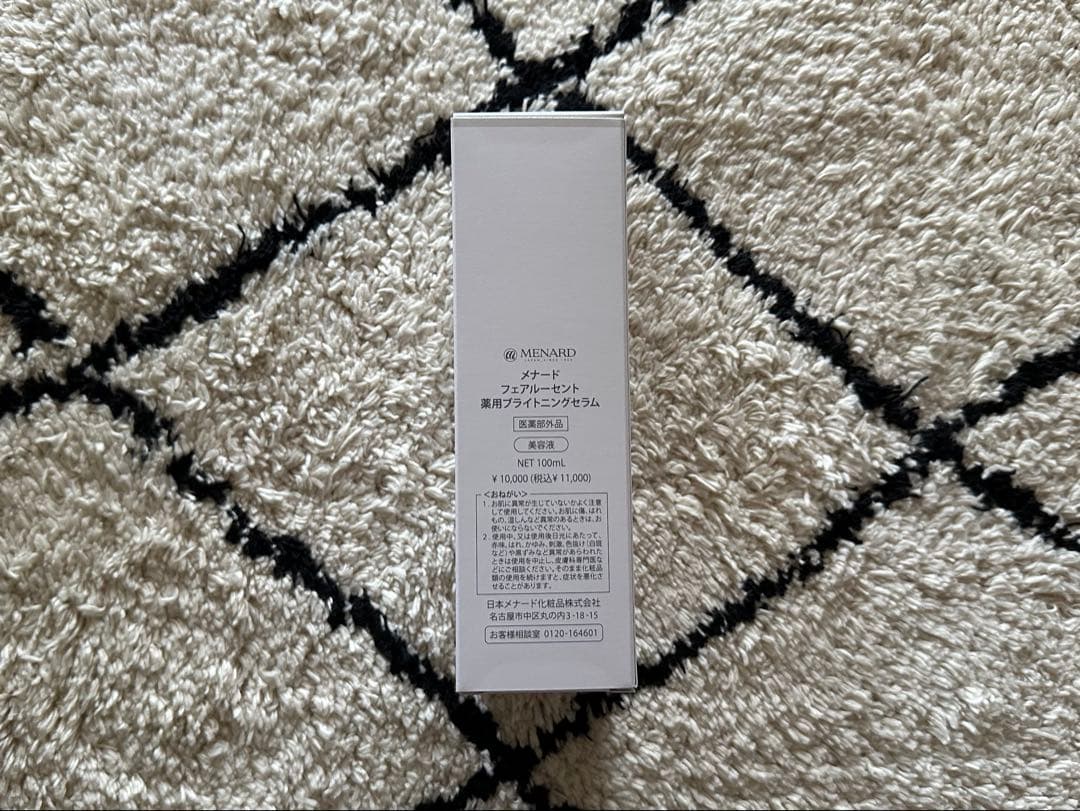 MENARD
JAPAN, SINCE 1959
メナード
フェアルーセント
薬用ブライトニングセラム
医薬部外品
美容液
NET 100mL
¥10,000(税込¥11,000)
<おねがい>
1. お肌に異常が生じていないかよく注意
して使用してください。お肌に傷、はれ
もの、湿しんなど異常のあるときは、お
使いにならないでください。
2. 使用中、又は使用後日光にあたって、
赤味、はれ、かゆみ、刺激、色抜け(白斑
など)や黒ずみなど異常があらわれた
ときは使用を中止し、皮膚科専門医な
どにご相談ください。そのまま化粧品
類の使用を続けますと、症状を悪化さ
せることがあります。
日本メナード化粧品株式会社
名古屋市中区丸の内3-18-15
お客様相談室 0120-164601